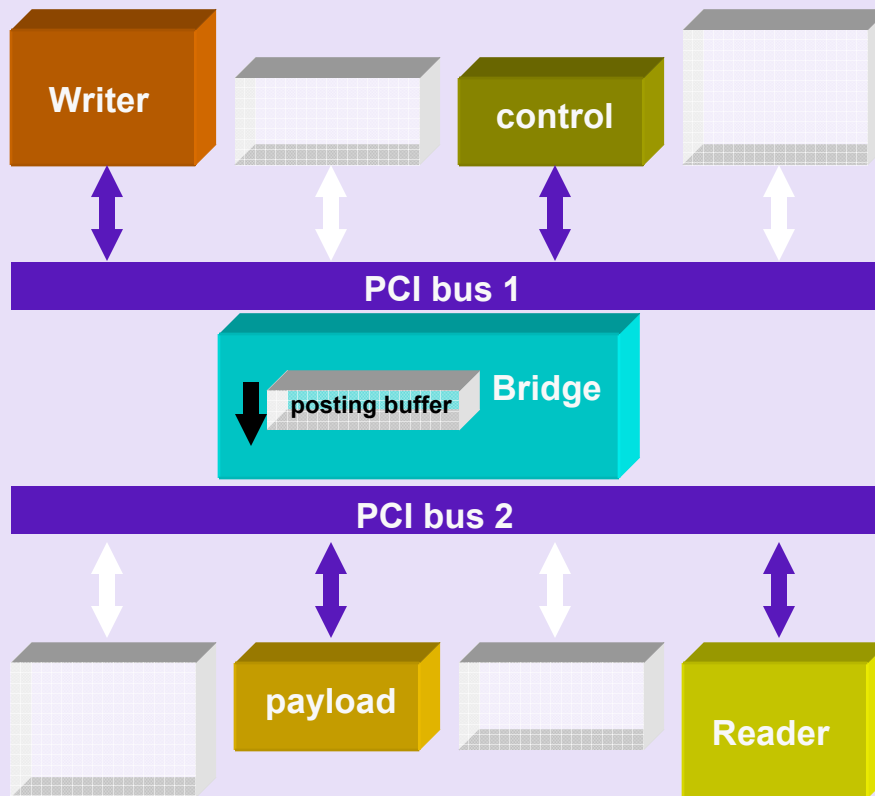 Writer
control
PCI bus 1
Bridge
posting buffer
PCI bus 2
payload
Reader